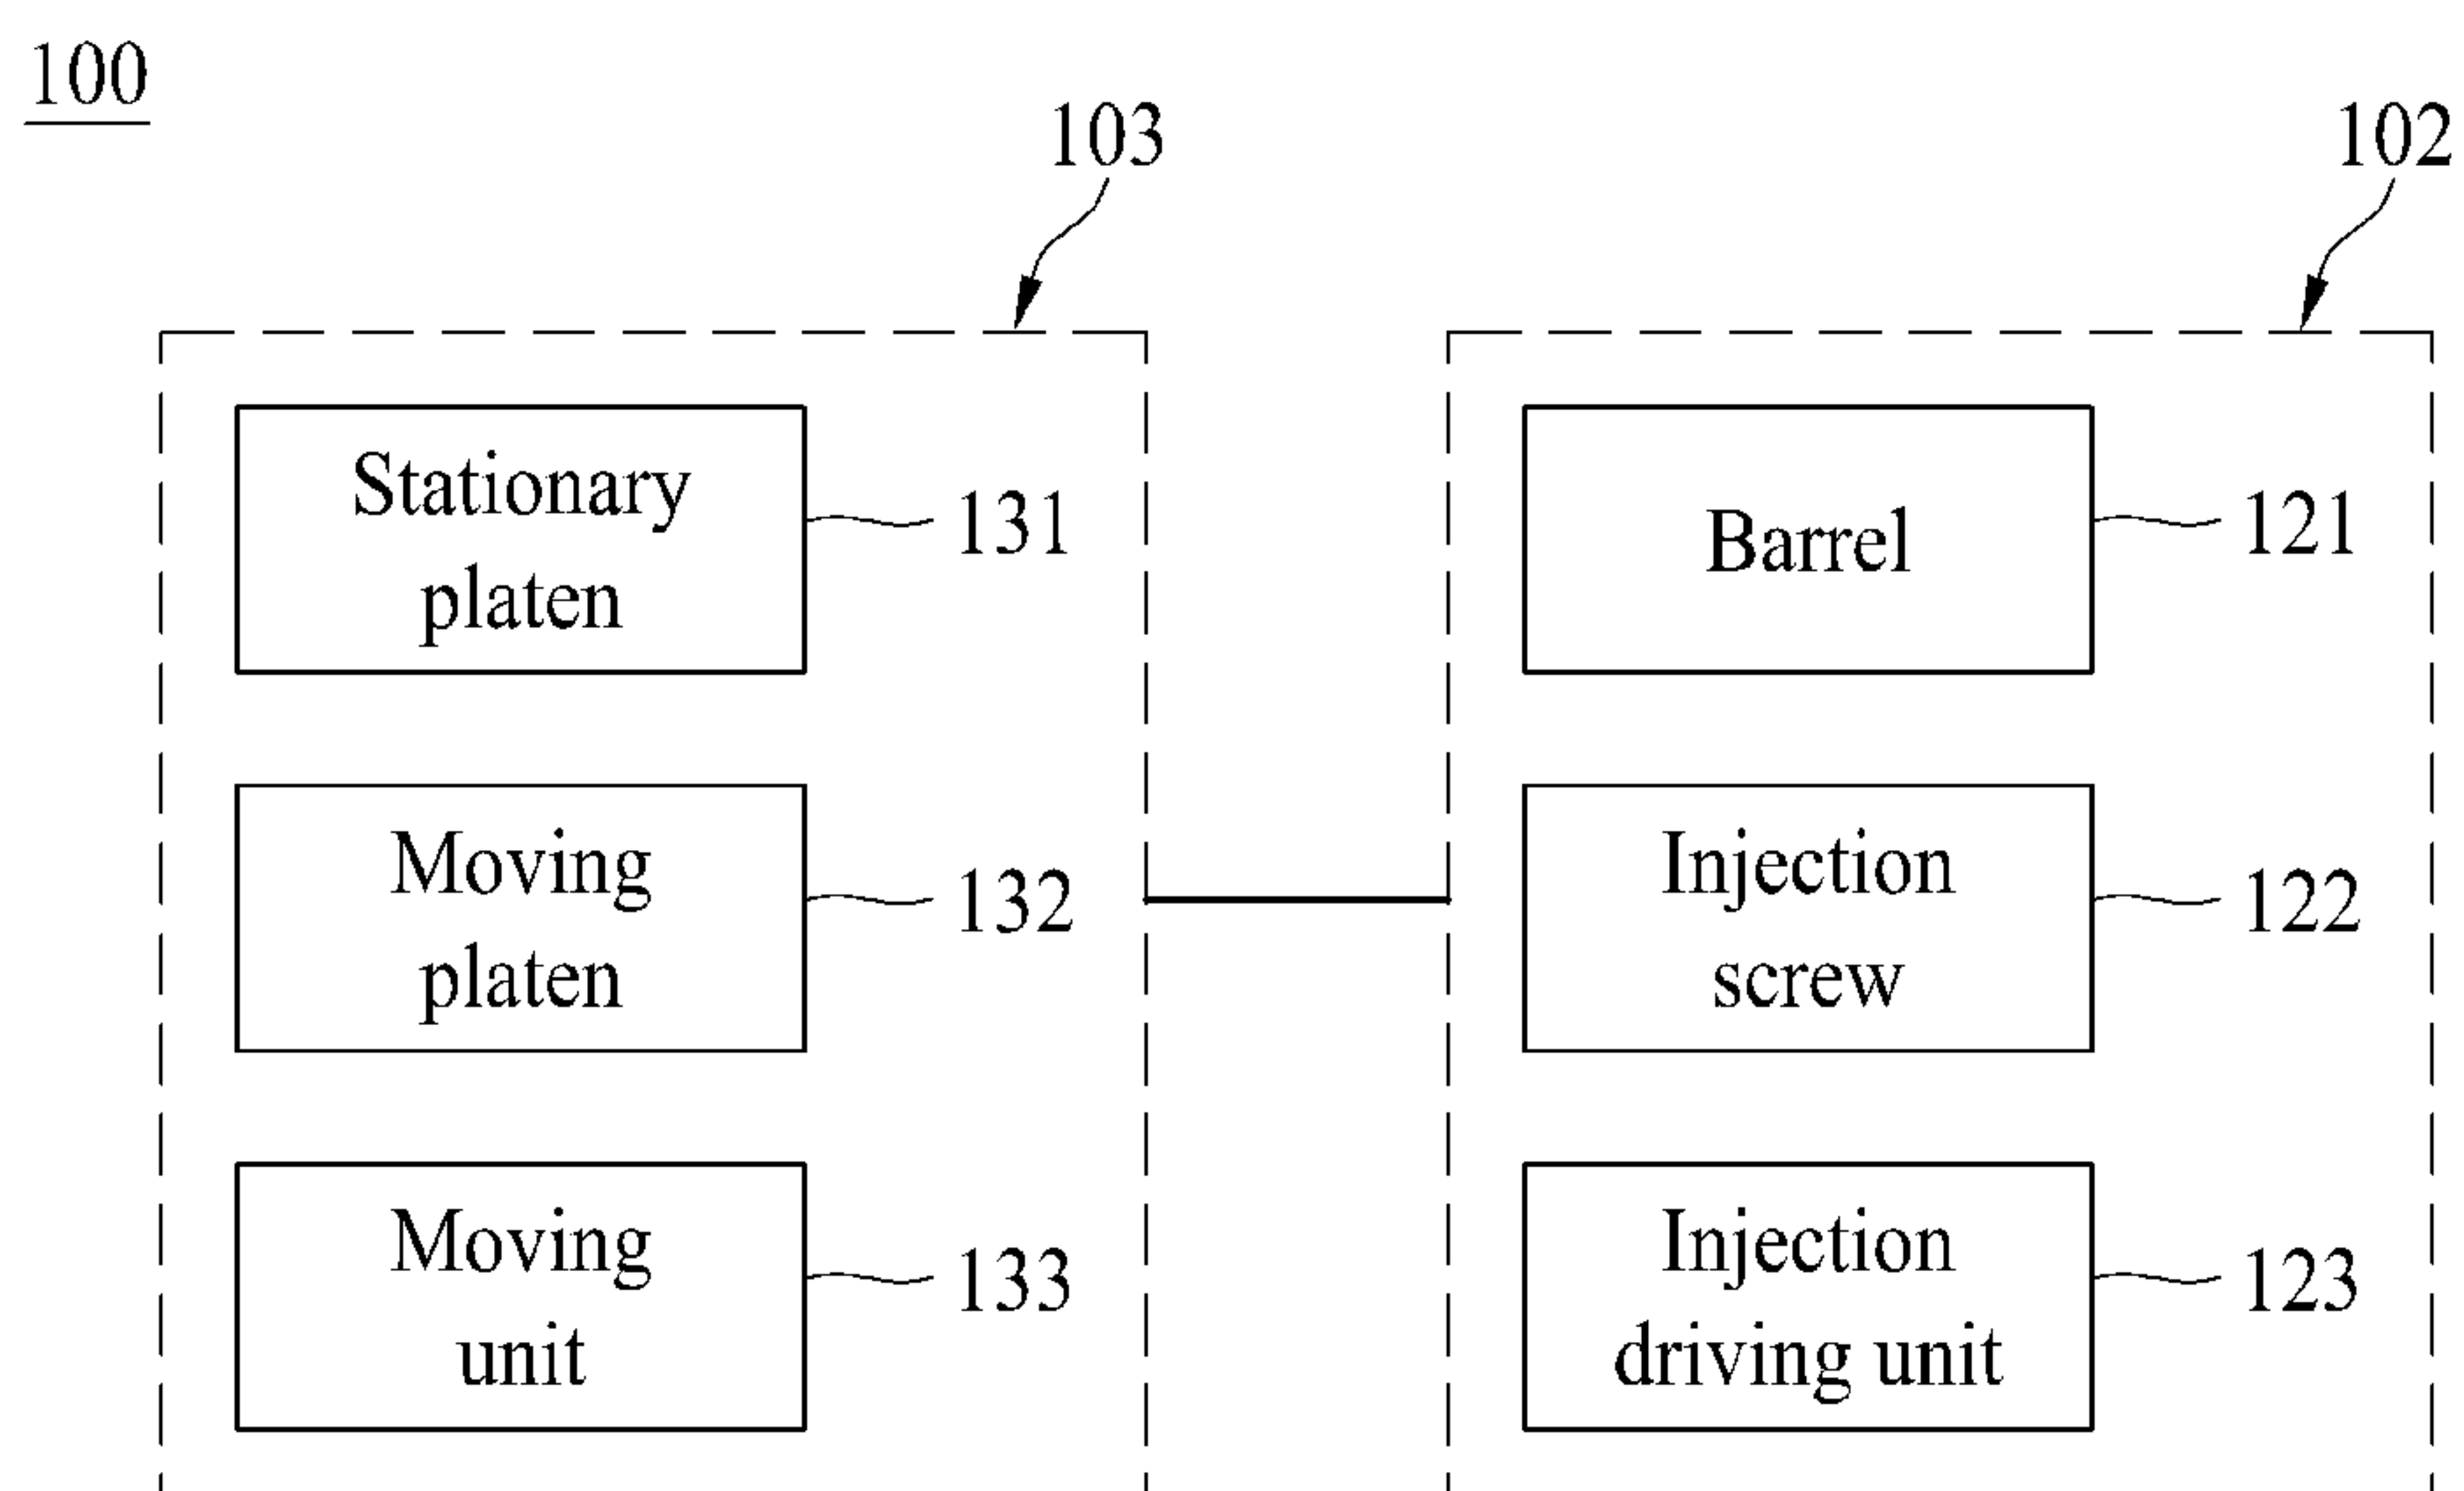 100
103
102
Stationary
platen
131
Moving
platen
132
Moving
unit
133
Barrel
121
Injection
screw
122
Injection
driving unit
123